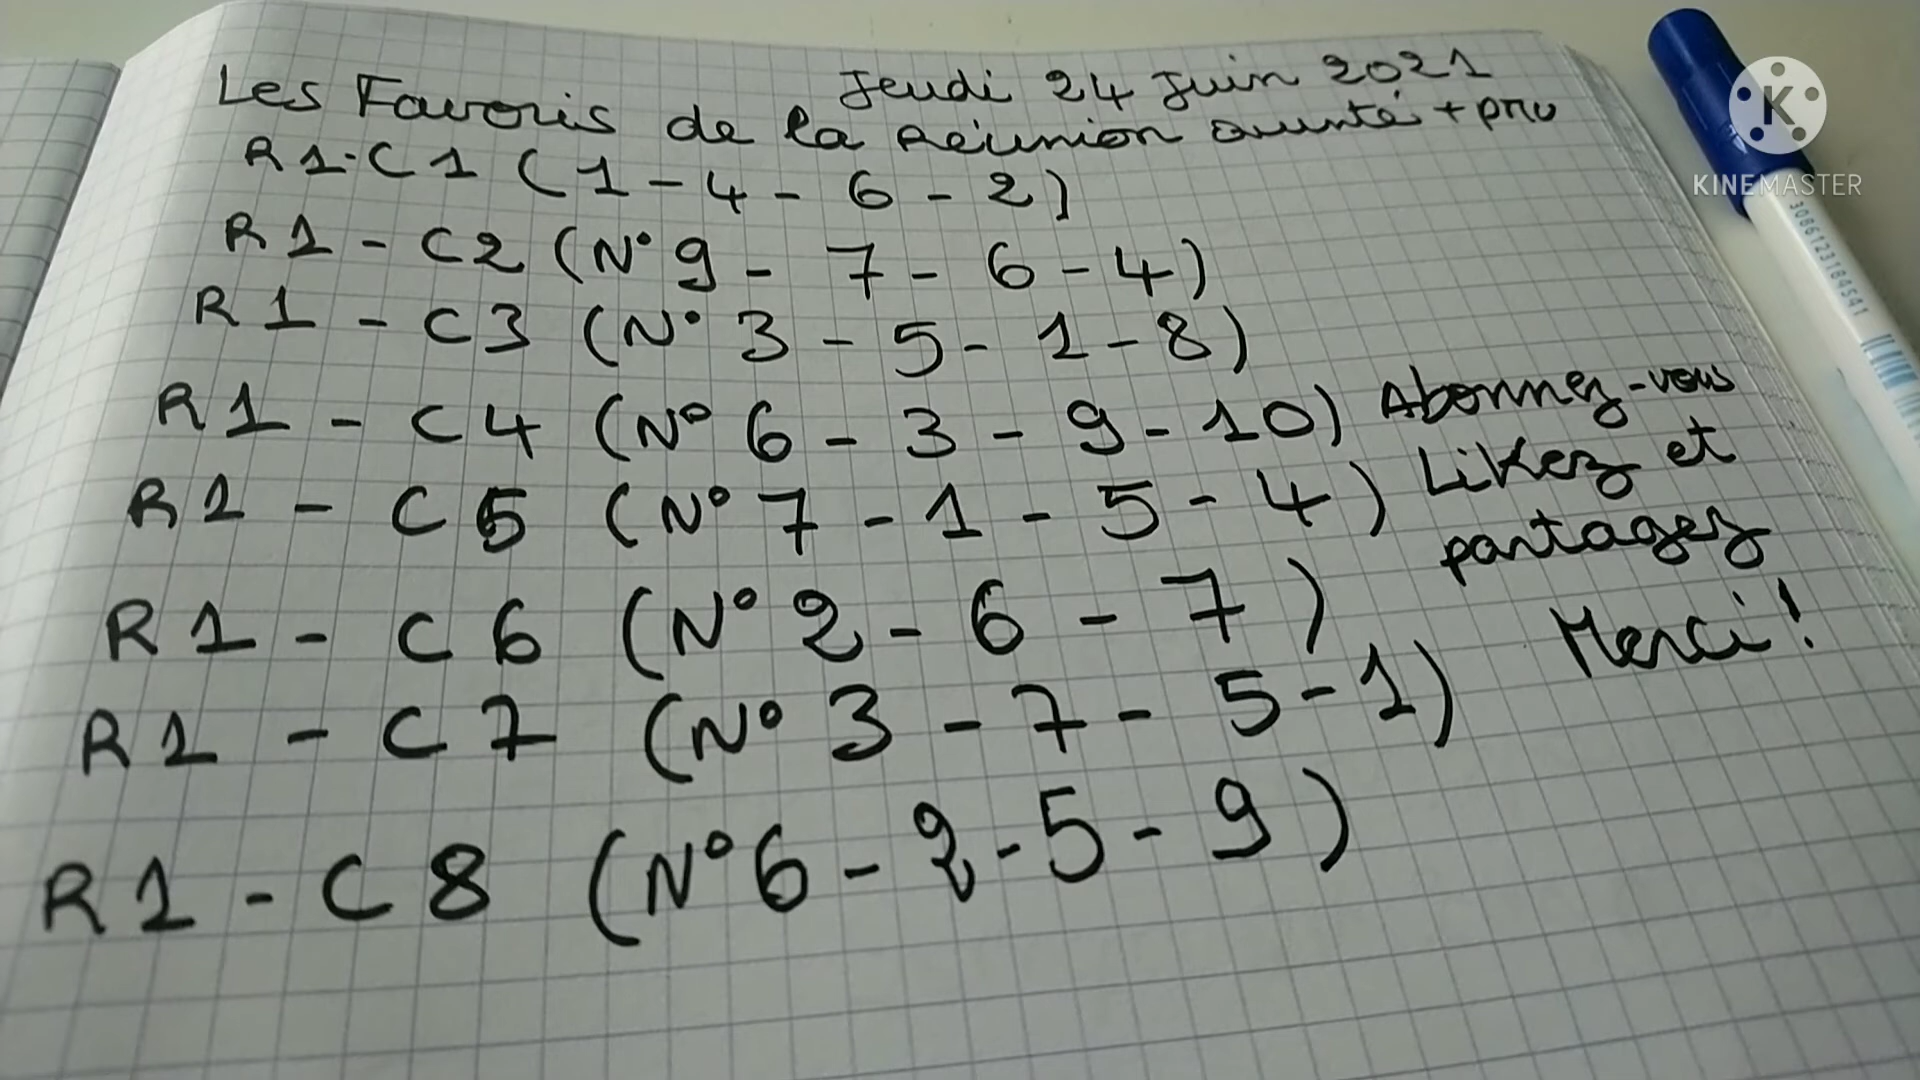 Jeudi 24 Juin 2021
Les Favoris de la Réunion + pmu
R1-C1 (1-4-6-2)
R1-C2 (N°9-7-6-4)
R1-C3 (N°3-5-1-8)
R1-C4 (N°6-3-9-10)
R1-C5 (N°7-1-5-4)
R1-C6 (N°2-6-7)
R1-C7 (N°3-7-5-1)
R1-C8 (N°6-2-5-9)
Abonnez-vous
Likez et
partagez
Merci!
K
KINEMASTER
3086123184541